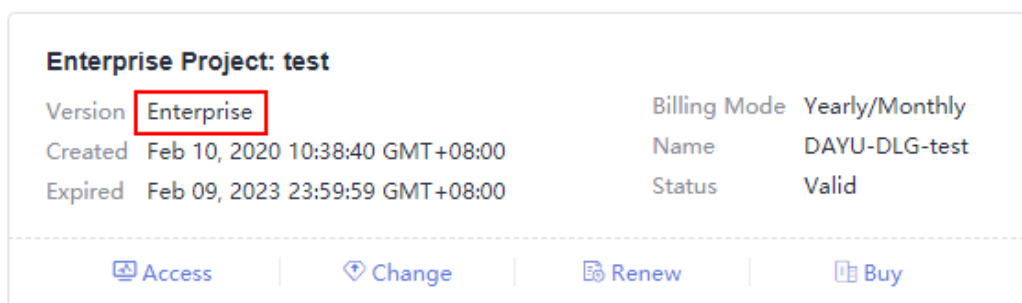 Enterprise Project: test
Version Enterprise
Billing Mode Yearly/Monthly
Created Feb 10, 2020 10:38:40 GMT+08:00
Name DAYU-DLG-test
Expired Feb 09, 2023 23:59:59 GMT+08:00
Status Valid
Access
Change
Renew
Buy